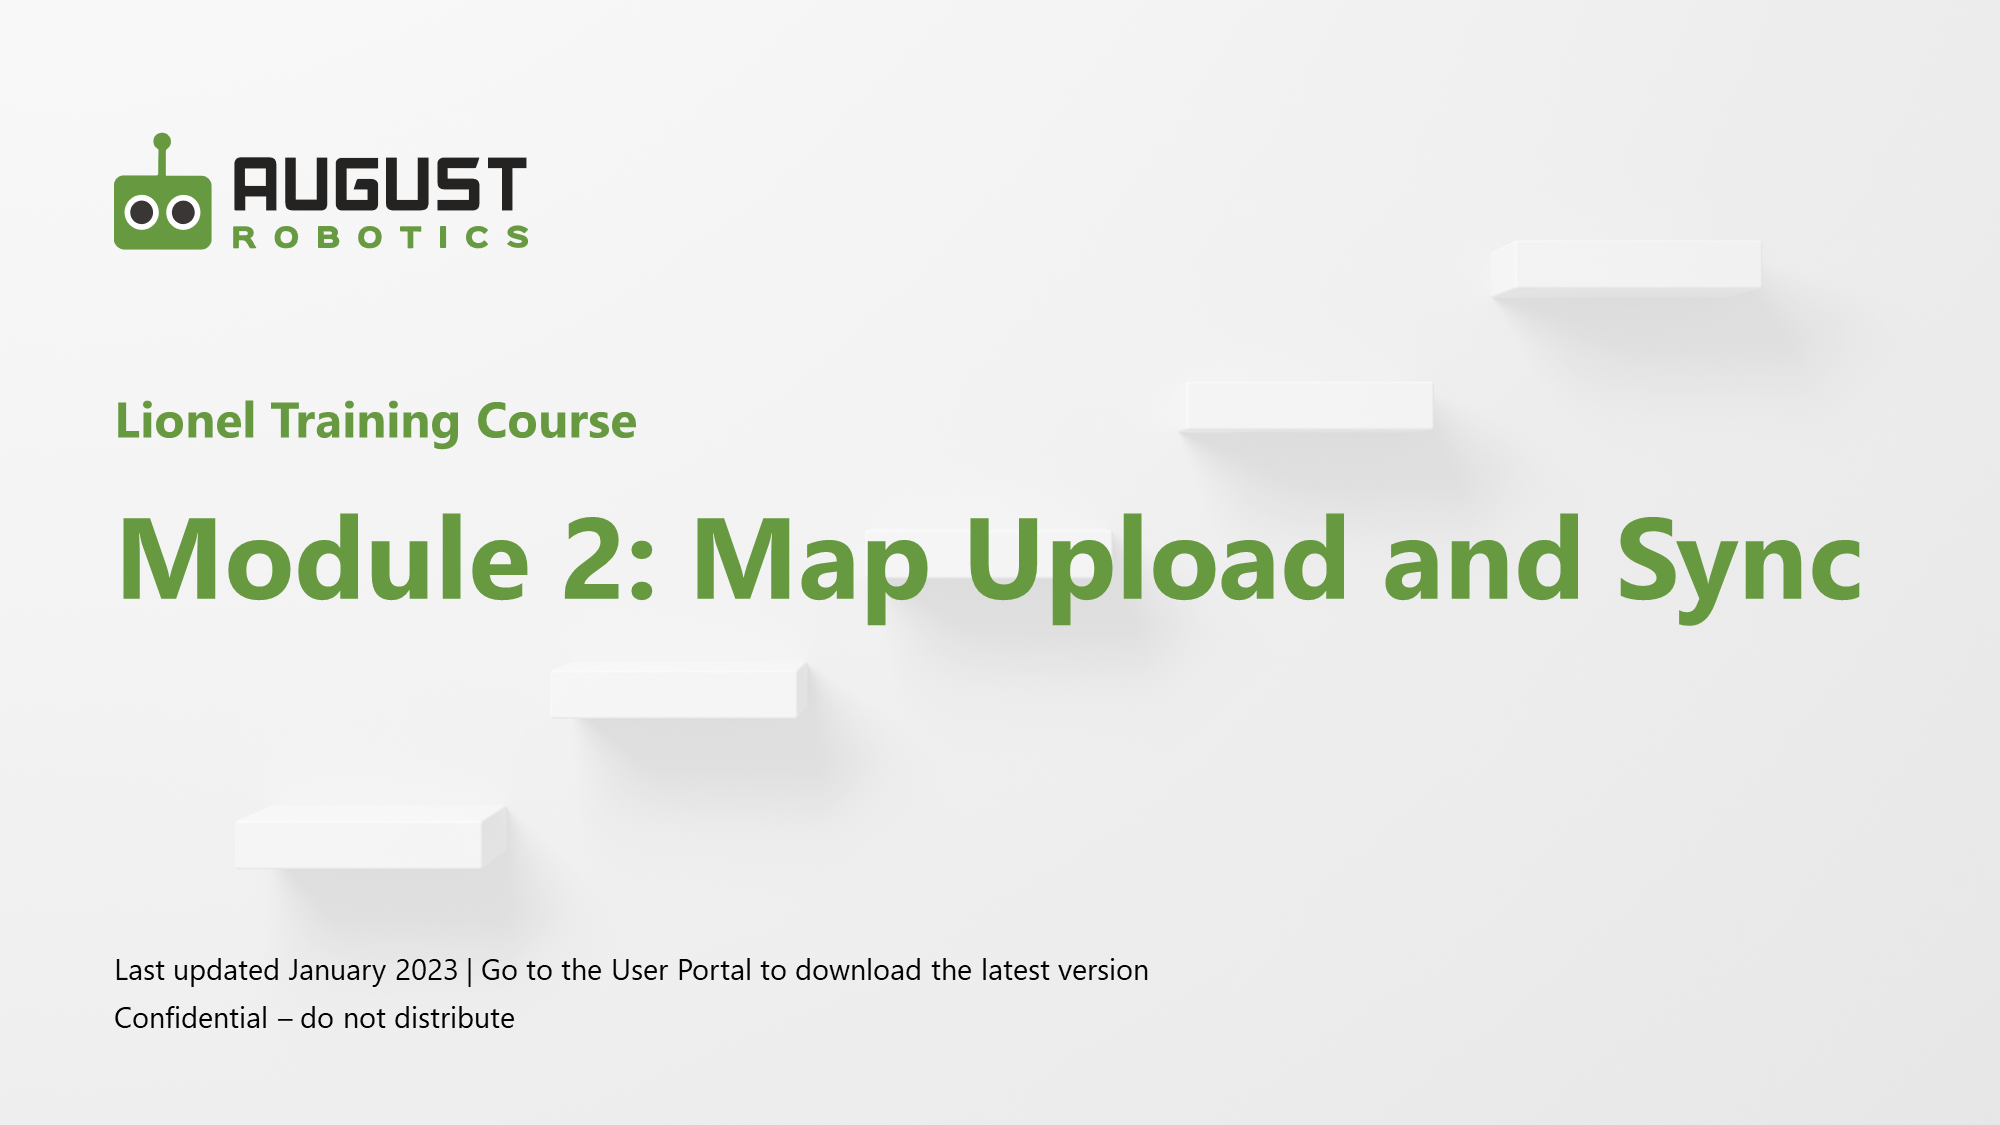 AUGUST
ROBOTICS
Lionel Training Course
Module 2: Map Upload and Sync
Last updated January 2023 | Go to the User Portal to download the latest version
Confidential – do not distribute